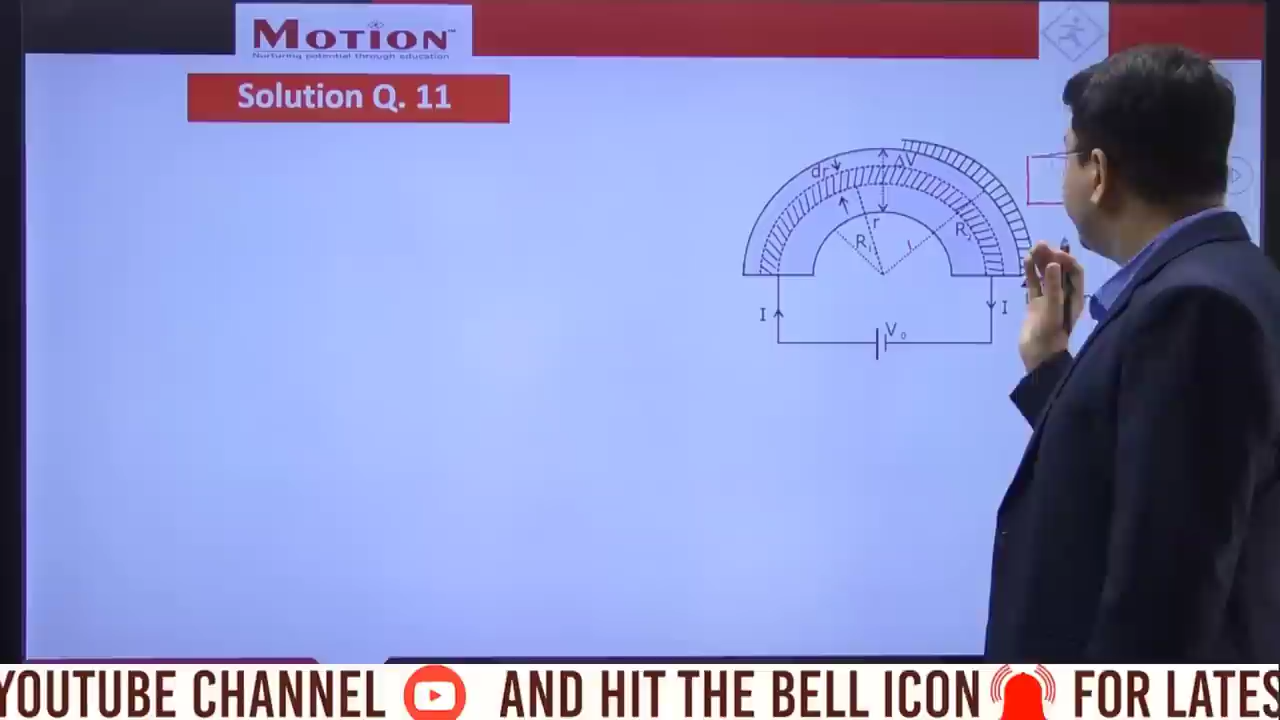 MOTION™
Nurturing potential through education
Solution Q. 11
dr
ΔV
r
R₁
R₂
I
I
V₀
YOUTUBE CHANNEL AND HIT THE BELL ICON FOR LATES